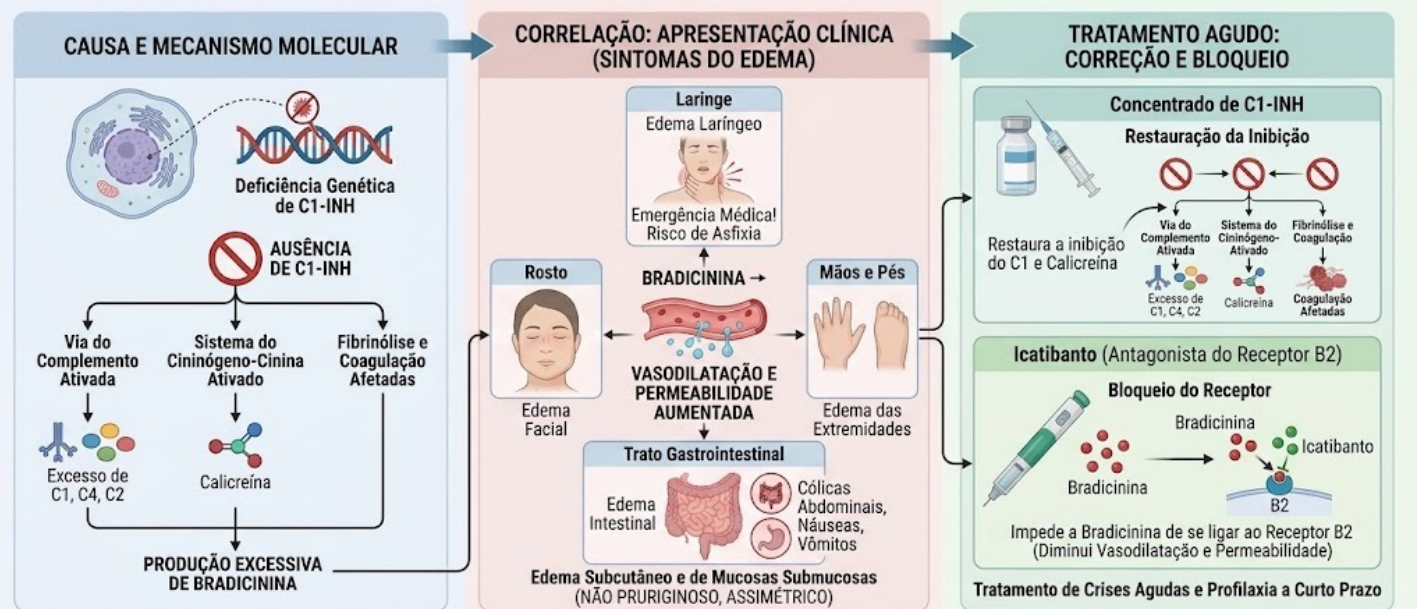 CAUSA E MECANISMO MOLECULAR
Deficiência Genética
de C1-INH
AUSÊNCIA
DE C1-INH
Via do
Complemento
Ativada
Sistema do
Cininógeno-Cinina
Ativado
Fibrinólise e
Coagulação
Afetadas
Excesso de
C1, C4, C2
Calicreína
PRODUÇÃO EXCESSIVA
DE BRADICININA
CORRELAÇÃO: APRESENTAÇÃO CLÍNICA
(SINTOMAS DO EDEMA)
Laringe
Edema Laríngeo
Emergência Médica!
Risco de Asfixia
Rosto
Edema
Facial
BRADICININA
VASODILATAÇÃO E
PERMEABILIDADE
AUMENTADA
Mãos e Pés
Edema das
Extremidades
Trato Gastrointestinal
Edema
Intestinal
Cólicas
Abdominais,
Náuseas,
Vômitos
Edema Subcutâneo e de Mucosas Submucosas
(NÃO PRURIGINOSO, ASSIMÉTRICO)
TRATAMENTO AGUDO:
CORREÇÃO E BLOQUEIO
Concentrado de C1-INH
Restauração da Inibição
Restaura a inibição
do C1 e Calicreína
Via do
Complemento
Ativada
Sistema do
Cininógeno-
Ativado
Fibrinólise e
Coagulação
Excesso de
C1, C4, C2
Calicreína
Coagulação
Afetadas
Icatibanto (Antagonista do Receptor B2)
Bloqueio do Receptor
Bradicinina
Bradicinina
Icatibanto
B2
Impede a Bradicinina de se ligar ao Receptor B2
(Diminui Vasodilatação e Permeabilidade)
Tratamento de Crises Agudas e Profilaxia a Curto Prazo